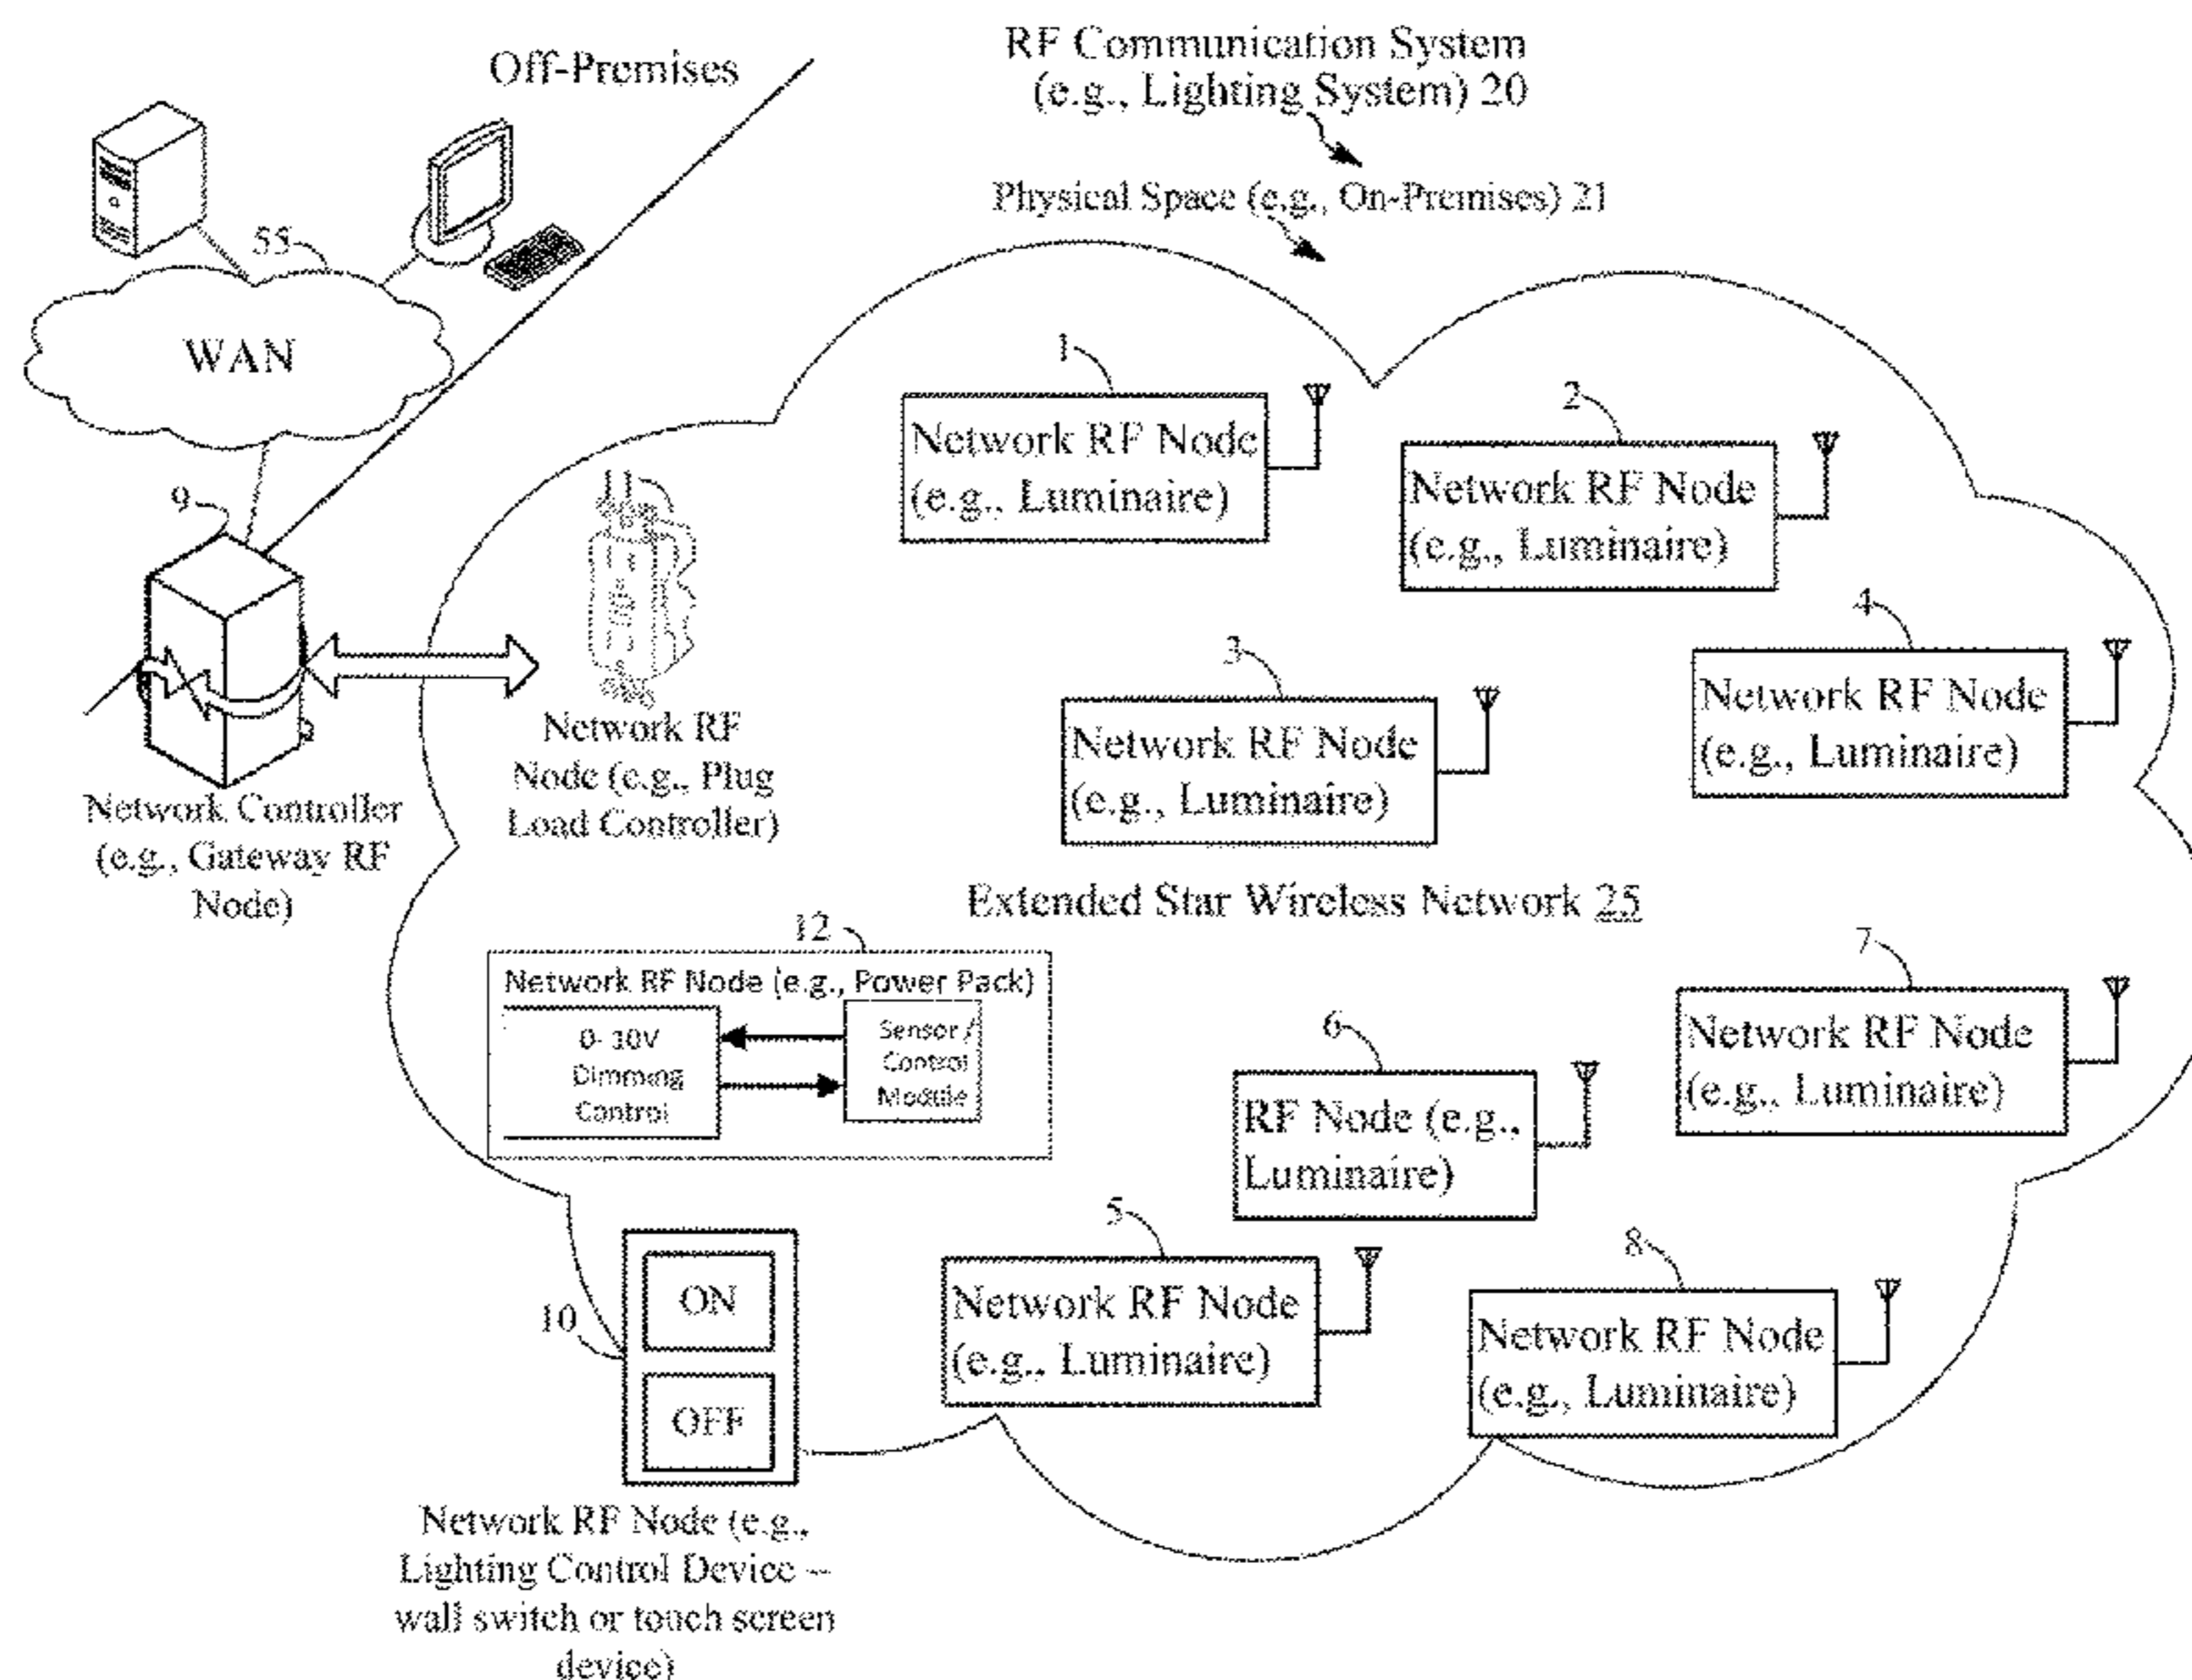 Off-Premises
RF Communication System
(e.g., Lighting System) 20
Physical Space (e.g., On-Premises) 21
55
WAN
9
Network Controller
(e.g., Gateway RF
Node)
11
Network RF
Node (e.g., Plug
Load Controller)
1
Network RF Node
(e.g., Luminaire)
2
Network RF Node
(e.g., Luminaire)
3
Network RF Node
(e.g., Luminaire)
4
Network RF Node
(e.g., Luminaire)
Extended Star Wireless Network 25
12
Network RF Node (e.g., Power Pack)
0-10V
Dimming
Control
Sensor /
Control
Module
7
Network RF Node
(e.g., Luminaire)
6
RF Node (e.g.,
Luminaire)
5
Network RF Node
(e.g., Luminaire)
8
Network RF Node
(e.g., Luminaire)
10
ON
OFF
Network RF Node (e.g.,
Lighting Control Device –
wall switch or touch screen
device)